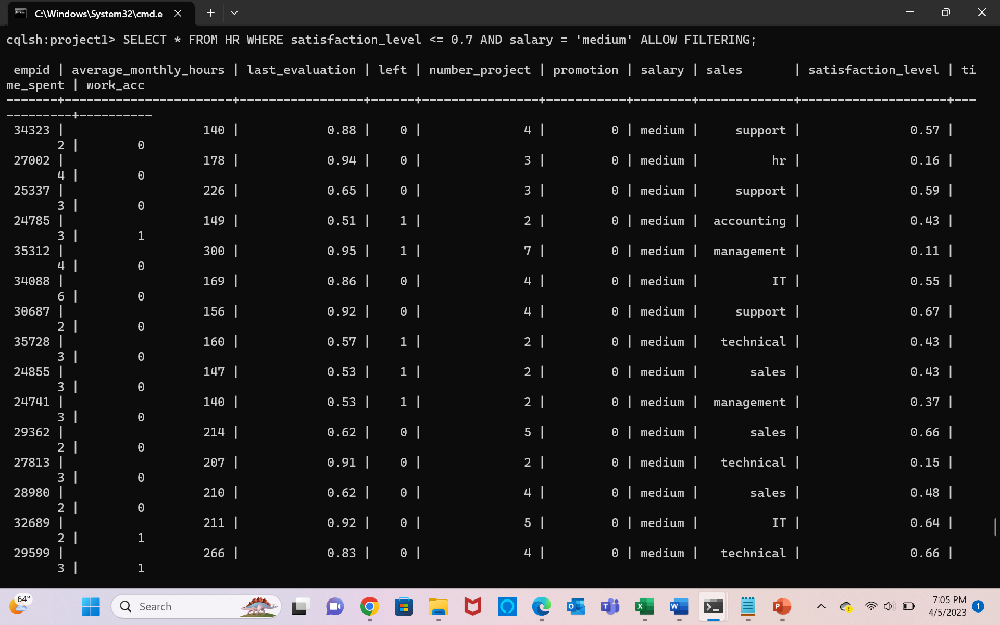 C:\Windows\System32\cmd.e
cqlsh:project1> SELECT * FROM HR WHERE satisfaction_level <= 0.7 AND salary = 'medium' ALLOW FILTERING;
empid | average_monthly_hours | last_evaluation | left | number_project | promotion | salary | sales | satisfaction_level | ti
me_spent | work_acc
-------+-----------------------+-----------------+------+----------------+-----------+--------+-------------+--------------------+---
---------+----------
34323 | 140 | 0.88 | 0 | 4 | 0 | medium | support | 0.57 |
2 | 0
27002 | 178 | 0.94 | 0 | 3 | 0 | medium | hr | 0.16 |
4 | 0
25337 | 226 | 0.65 | 0 | 3 | 0 | medium | support | 0.59 |
3 | 0
24785 | 149 | 0.51 | 1 | 2 | 0 | medium | accounting | 0.43 |
3 | 1
35312 | 300 | 0.95 | 1 | 7 | 0 | medium | management | 0.11 |
4 | 0
34088 | 169 | 0.86 | 0 | 4 | 0 | medium | IT | 0.55 |
6 | 0
30687 | 156 | 0.92 | 0 | 4 | 0 | medium | support | 0.67 |
2 | 0
35728 | 160 | 0.57 | 1 | 2 | 0 | medium | technical | 0.43 |
3 | 0
24855 | 147 | 0.53 | 1 | 2 | 0 | medium | sales | 0.43 |
3 | 0
24741 | 140 | 0.53 | 1 | 2 | 0 | medium | management | 0.37 |
3 | 0
29362 | 214 | 0.62 | 0 | 5 | 0 | medium | sales | 0.66 |
2 | 0
27813 | 207 | 0.91 | 0 | 2 | 0 | medium | technical | 0.15 |
3 | 0
28980 | 210 | 0.62 | 0 | 4 | 0 | medium | sales | 0.48 |
2 | 0
32689 | 211 | 0.92 | 0 | 5 | 0 | medium | IT | 0.64 |
2 | 1
29599 | 266 | 0.83 | 0 | 4 | 0 | medium | technical | 0.66 |
3 | 1
64°
Search
7:05 PM
4/5/2023
1